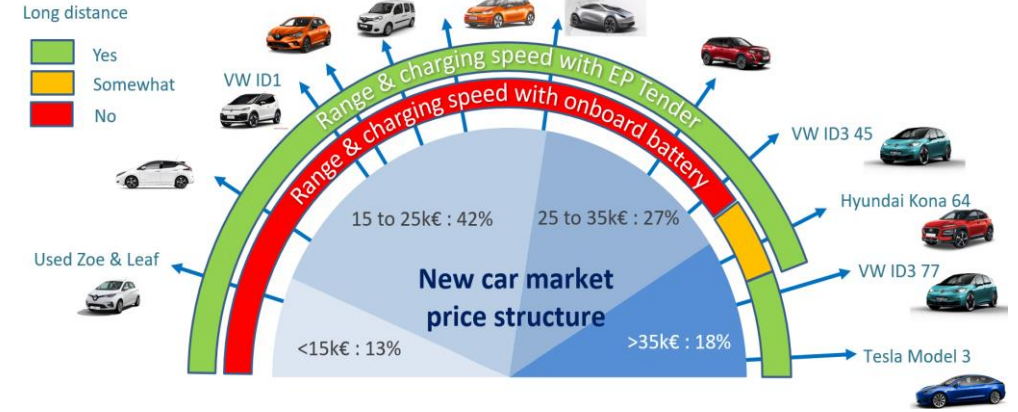 Long distance
Yes
Somewhat
No
VW ID1
Range & charging speed with EP Tender
Range & charging speed with onboard battery
VW ID3 45
Hyundai Kona 64
VW ID3 77
Tesla Model 3
Used Zoe & Leaf
15 to 25k€ : 42%
25 to 35k€ : 27%
New car market
price structure
<15k€ : 13%
>35k€ : 18%